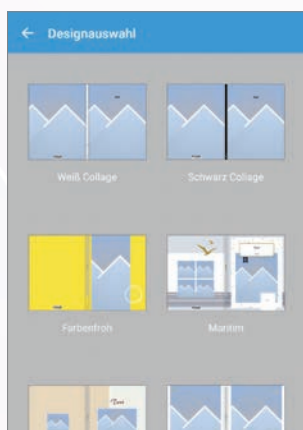 Designauswahl
Weiß Collage
Schwarz Collage
Farbenfroh
Maritim